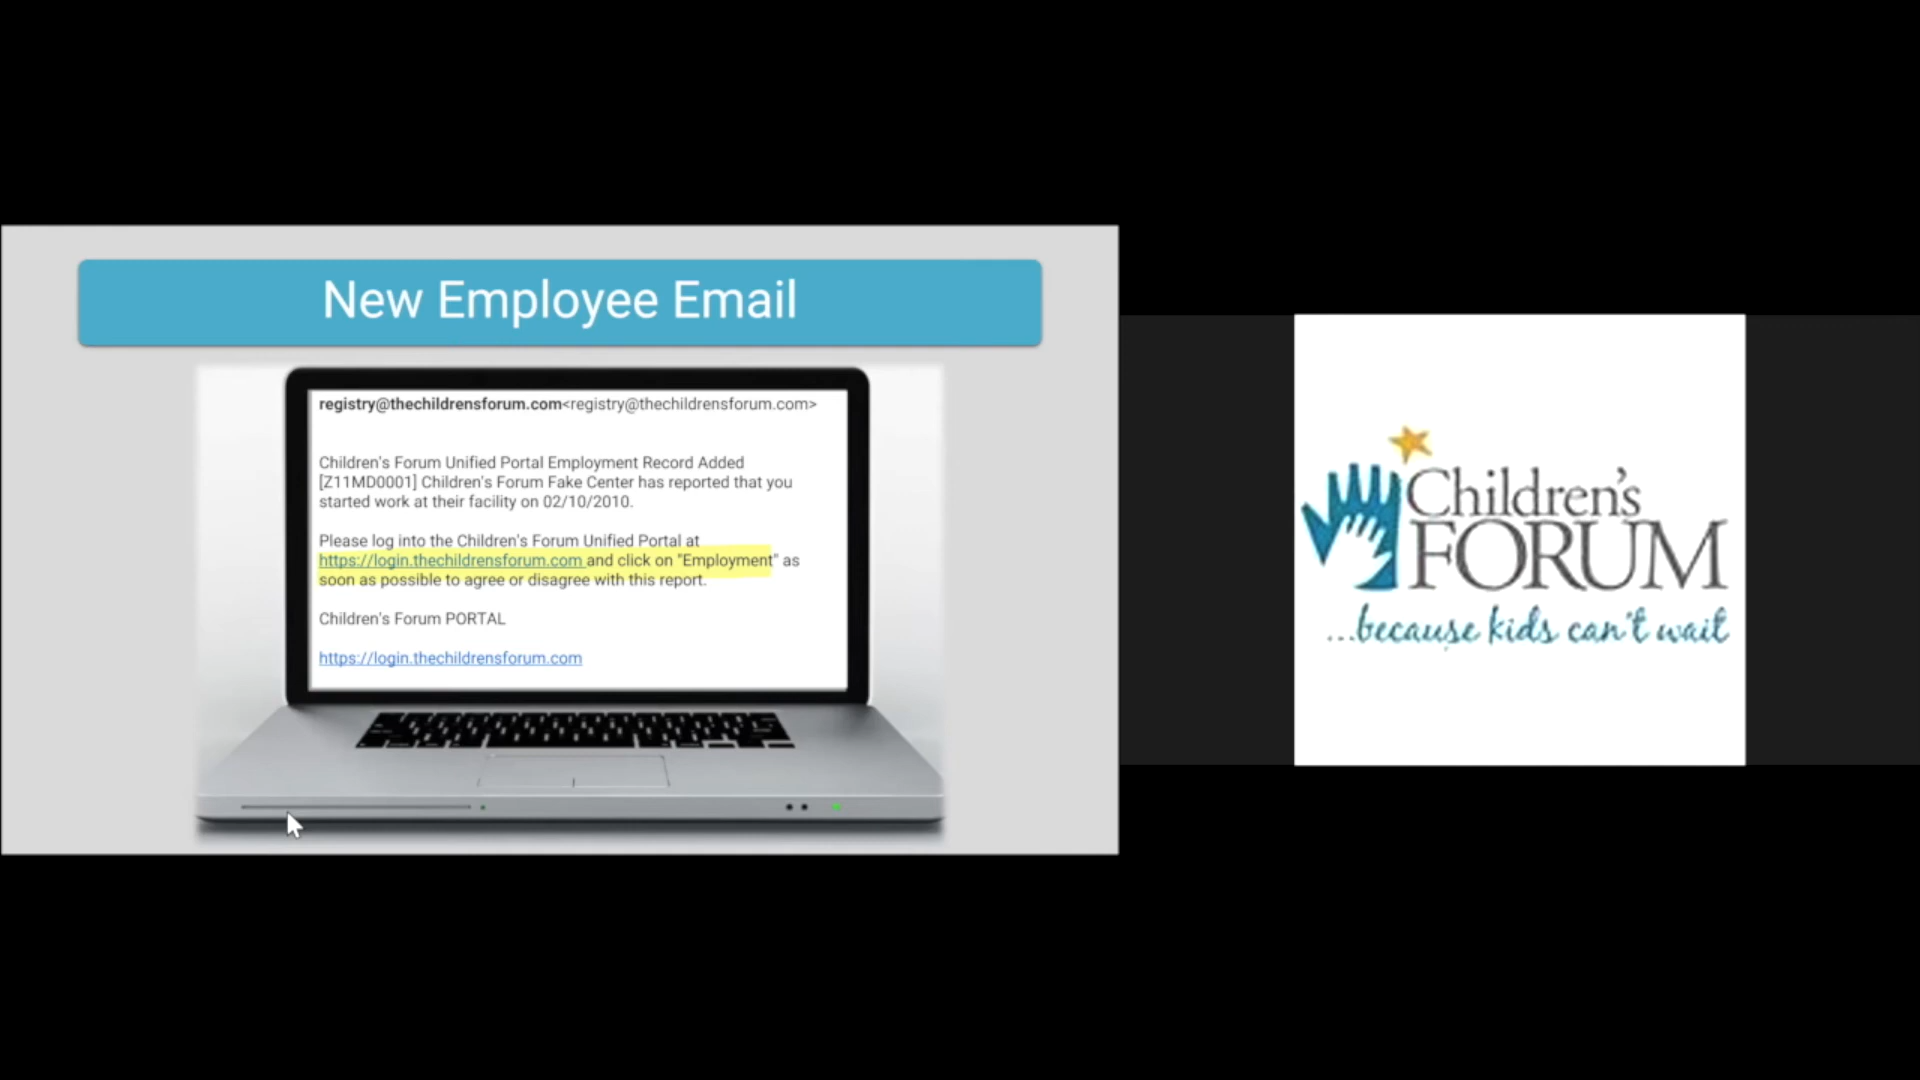 New Employee Email
registry@thechildrensforum.com<registry@thechildrensforum.com>
Children's Forum Unified Portal Employment Record Added
[Z11MD0001] Children's Forum Fake Center has reported that you
started work at their facility on 02/10/2010.
Please log into the Children's Forum Unified Portal at
https://login.thechildrensforum.com and click on "Employment" as
soon as possible to agree or disagree with this report.
Children's Forum PORTAL
https://login.thechildrensforum.com
Children's
FORUM
...because kids can't wait